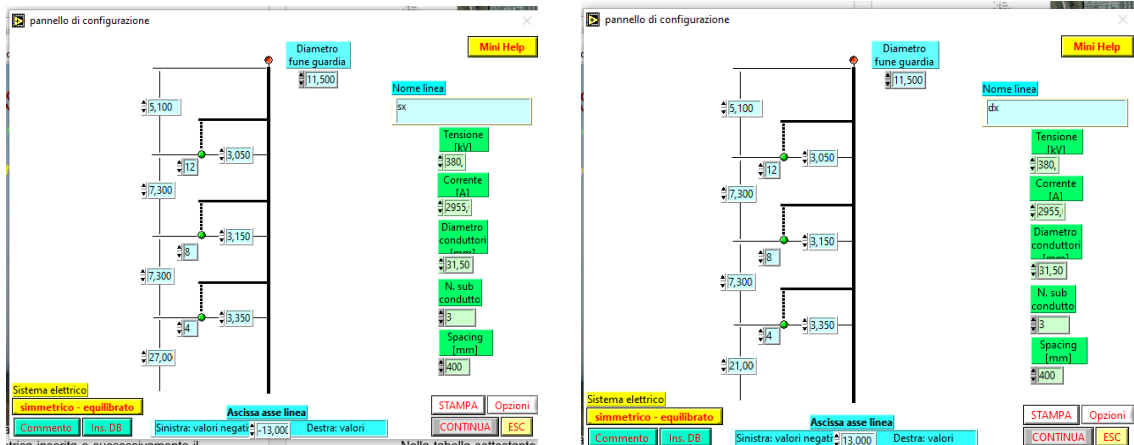 pannello di configurazione
Diametro
fune guardia
11,500
Mini Help
Nome linea
sx
5,100
Tensione
[kV]
380,
12
3,050
7,300
Corrente
[A]
2955,
Diametro
conduttori
[mm]
31,50
3,150
8
7,300
N. sub
condutto
3
3,350
4
Spacing
[mm]
400
27,00
Sistema elettrico
simmetrico - equilibrato
STAMPA
Opzioni
Ascissa asse linea
Commento
Ins. DB
Sinistra: valori negati
-13,000
Destra: valori
CONTINUA
ESC
pannello di configurazione
Diametro
fune guardia
11,500
Mini Help
Nome linea
dx
5,100
Tensione
[kV]
380,
12
3,050
7,300
Corrente
[A]
2955,
Diametro
conduttori
[mm]
31,50
3,150
8
7,300
N. sub
condutto
3
3,350
4
Spacing
[mm]
400
21,00
Sistema elettrico
simmetrico - equilibrato
STAMPA
Opzioni
Ascissa asse linea
Commento
Ins. DB
Sinistra: valori negati
13,000
Destra: valori
CONTINUA
ESC